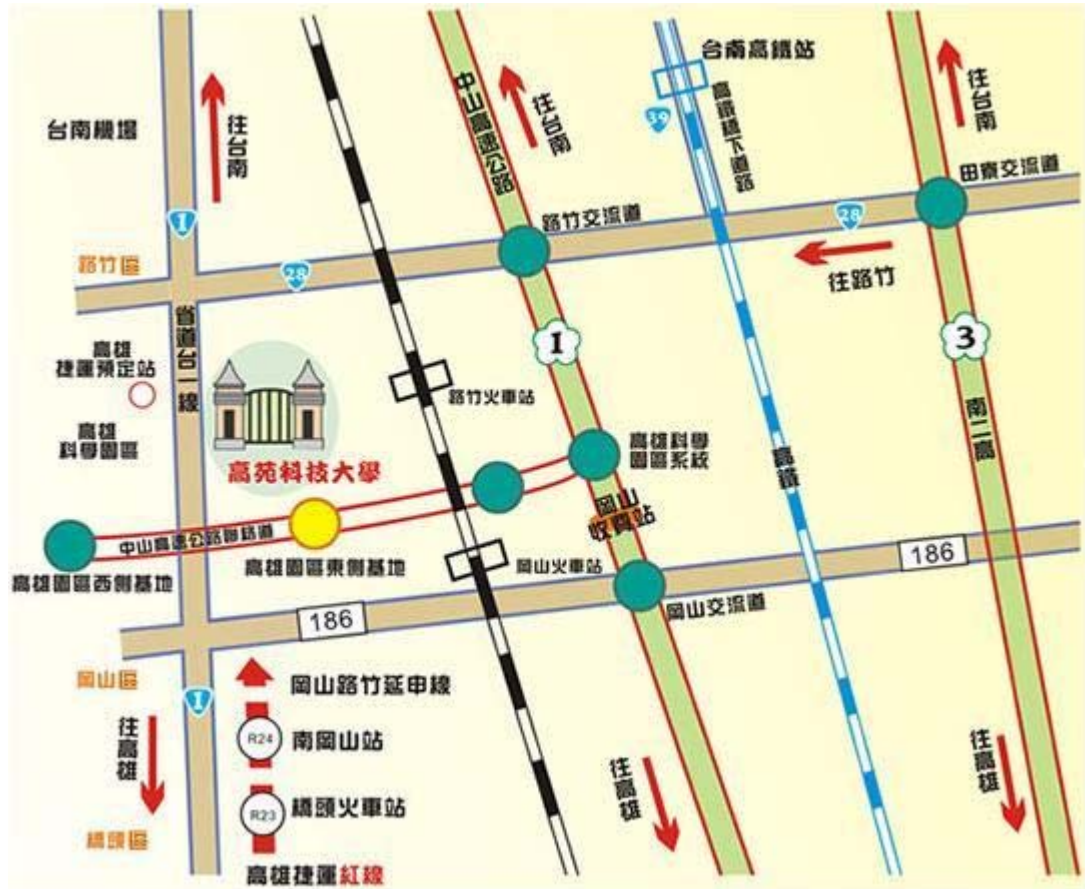 台南高鐵站
台南機場
往台南
中山高速公路
往台南
39
高鐵橋下道路
往台南
田寮交流道
1
路竹交流道
28
路竹區
28
往路竹
省道台一線
高雄
捷運預定站
1
3
路竹火車站
高雄
科學園區
高苑科技大學
高雄科學
園區系統
南二高
高鐵
岡山
收費站
中山高速公路聯絡道
高雄園區西側基地
高雄園區東側基地
岡山火車站
186
186
岡山交流道
岡山區
1
岡山路竹延申線
往高雄
R24
南岡山站
往高雄
往高雄
R23
橋頭火車站
橋頭區
高雄捷運紅線